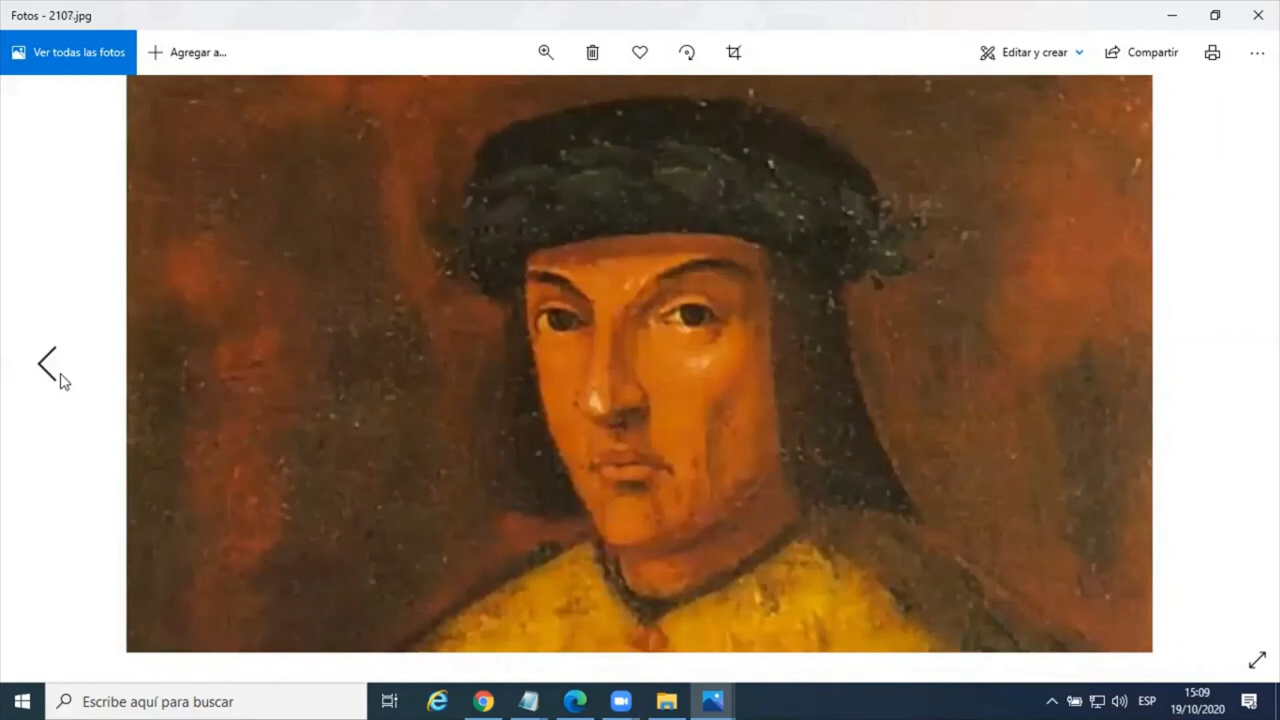 Fotos - 2107.jpg
Ver todas las fotos
Agregar a...
Editar y crear
Compartir
Escribe aquí para buscar
ESP
15:09
19/10/2020